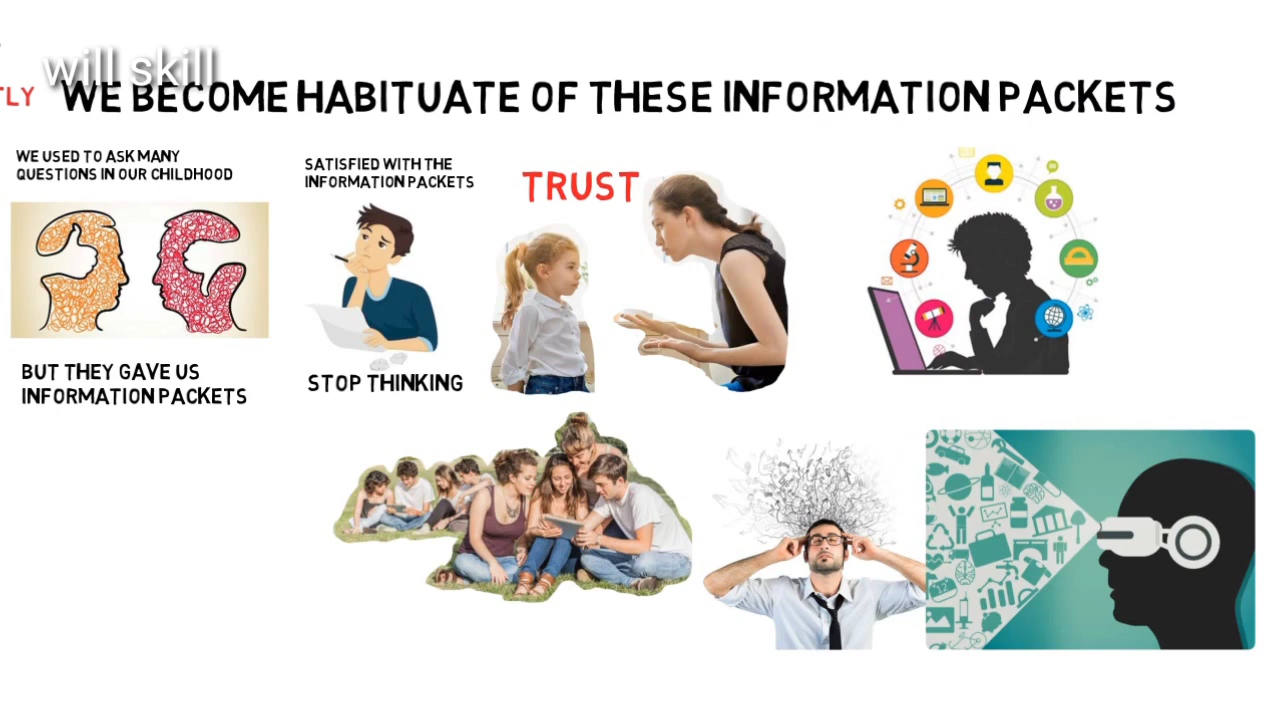 will skill
TLY WE BECOME HABITUATE OF THESE INFORMATION PACKETS
WE USED TO ASK MANY
QUESTIONS IN OUR CHILDHOOD
SATISFIED WITH THE
INFORMATION PACKETS
TRUST
BUT THEY GAVE US
INFORMATION PACKETS
STOP THINKING